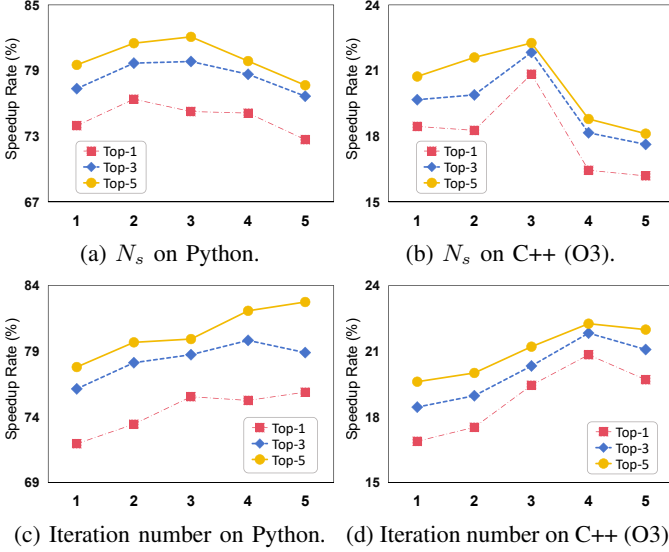 85
79
73
67
Speedup Rate (%)
Top-1
Top-3
Top-5
1 2 3 4 5
(a) N_s on Python.
24
21
18
15
Speedup Rate (%)
Top-1
Top-3
Top-5
1 2 3 4 5
(b) N_s on C++ (O3).
84
79
74
69
Speedup Rate (%)
Top-1
Top-3
Top-5
1 2 3 4 5
(c) Iteration number on Python.
24
21
18
15
Speedup Rate (%)
Top-1
Top-3
Top-5
1 2 3 4 5
(d) Iteration number on C++ (O3)